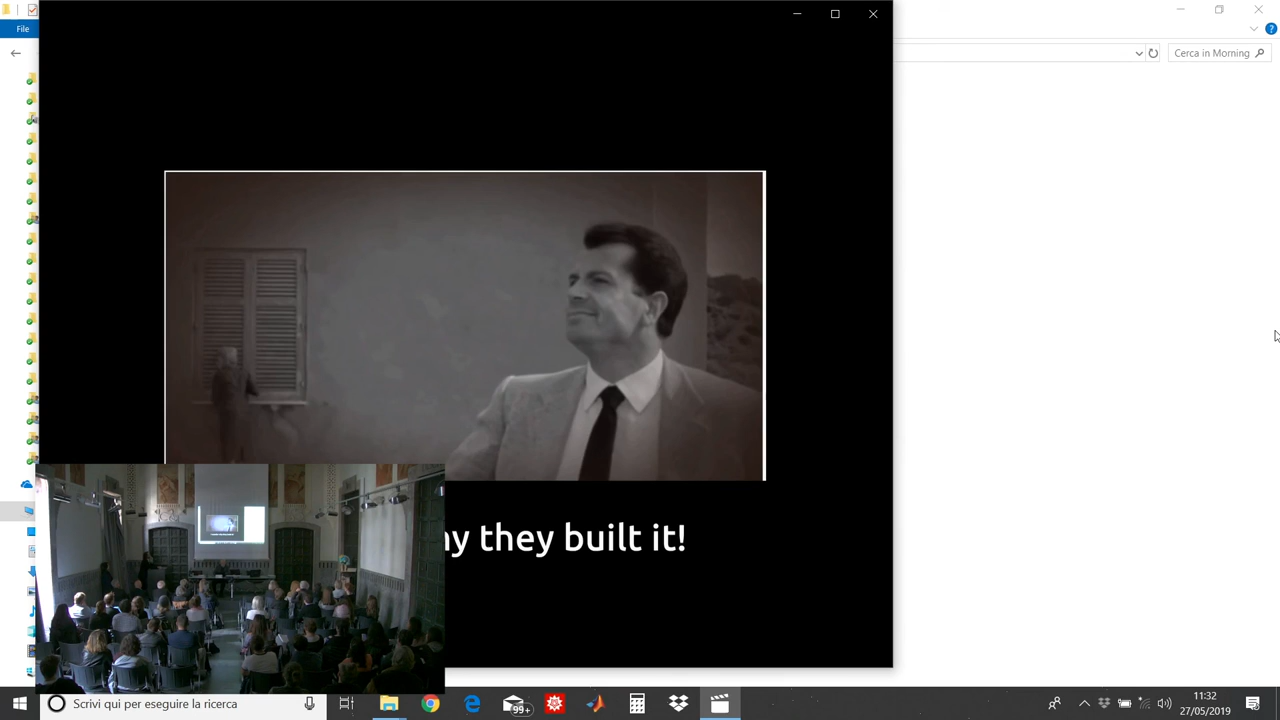 File
Cerca in Morning
they built it!
Scrivi qui per eseguire la ricerca
99+
11:32
27/05/2019